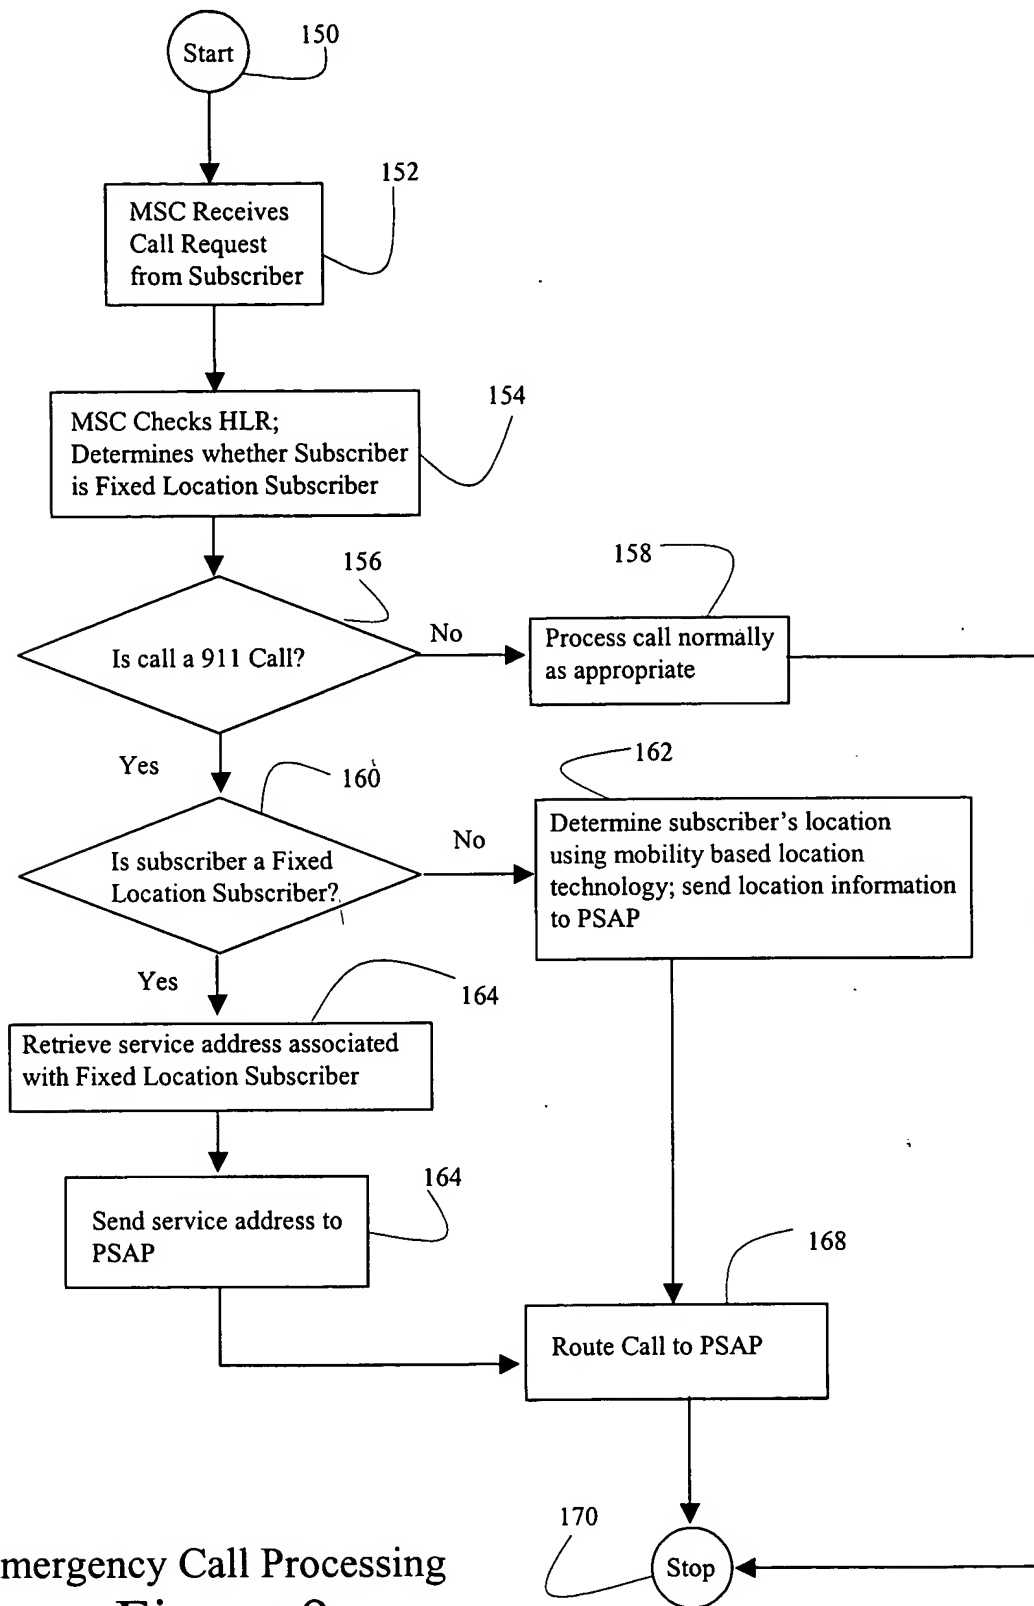 Start
150
152
MSC Receives
Call Request
from Subscriber
154
MSC Checks HLR;
Determines whether Subscriber
is Fixed Location Subscriber
156
158
Is call a 911 Call?
No
Process call normally
as appropriate
Yes
160
162
Is subscriber a Fixed
Location Subscriber?
No
Determine subscriber's location
using mobility based location
technology; send location information
to PSAP
Yes
164
Retrieve service address associated
with Fixed Location Subscriber
164
Send service address to
PSAP
168
Route Call to PSAP
170
Stop
mergency Call Processing